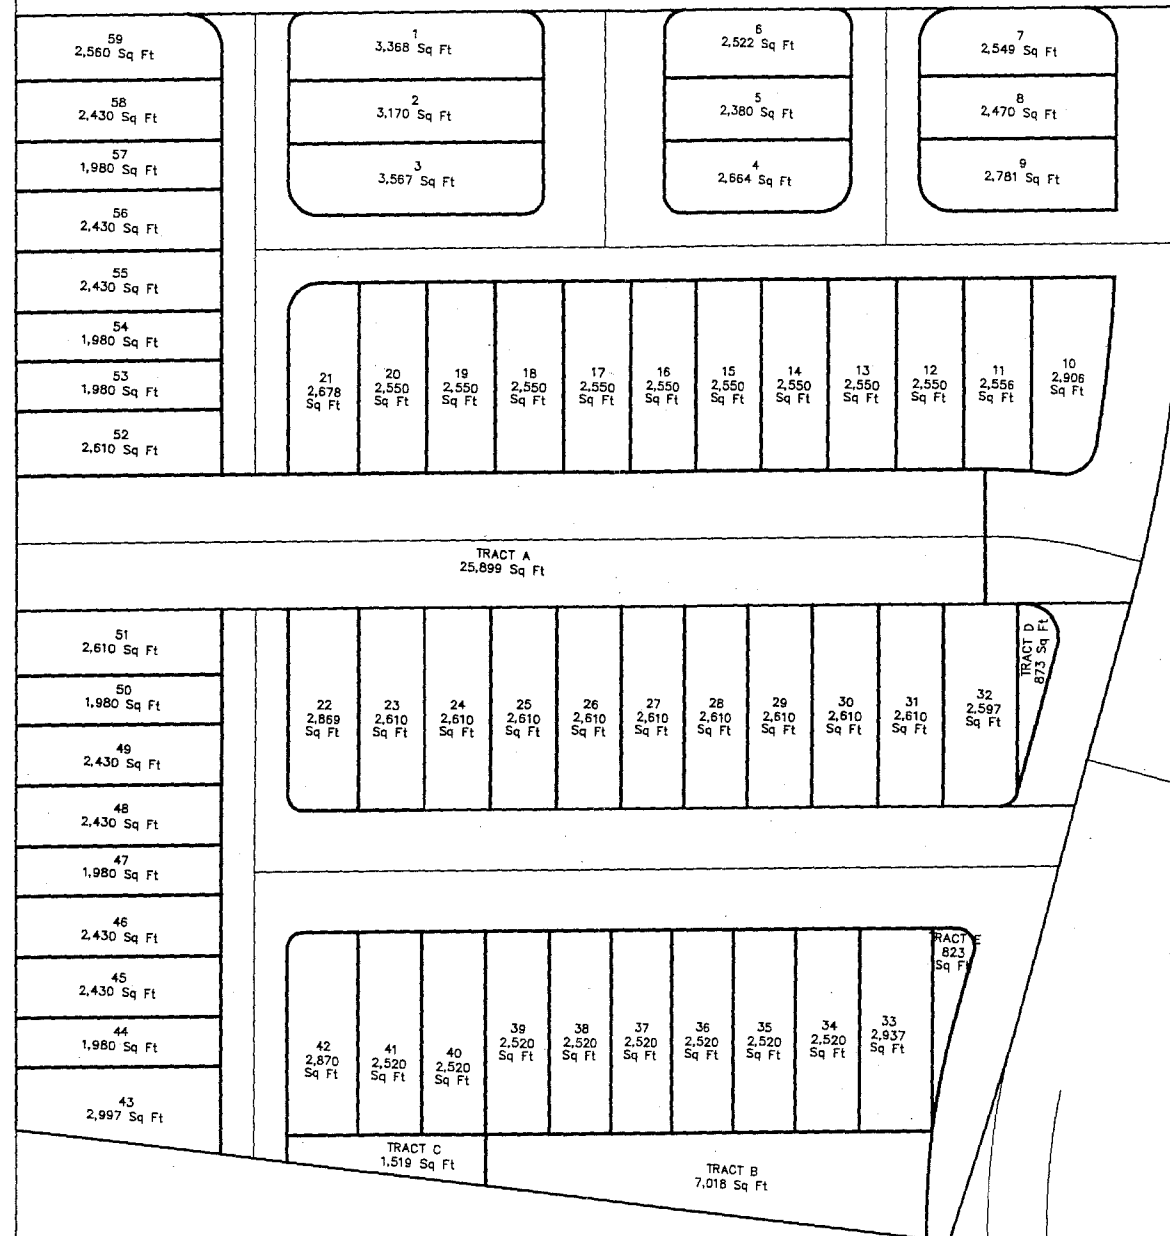 59
2,560 Sq Ft
1
3,368 Sq Ft
6
2,522 Sq Ft
7
2,549 Sq Ft
58
2,430 Sq Ft
2
3,170 Sq Ft
5
2,380 Sq Ft
8
2,470 Sq Ft
57
1,980 Sq Ft
3
3,567 Sq Ft
4
2,664 Sq Ft
9
2,781 Sq Ft
56
2,430 Sq Ft
55
2,430 Sq Ft
54
1,980 Sq Ft
53
1,980 Sq Ft
52
2,610 Sq Ft
21
2,678
Sq Ft
20
2,550
Sq Ft
19
2,550
Sq Ft
18
2,550
Sq Ft
17
2,550
Sq Ft
16
2,550
Sq Ft
15
2,550
Sq Ft
14
2,550
Sq Ft
13
2,550
Sq Ft
12
2,550
Sq Ft
11
2,556
Sq Ft
10
2,906
Sq Ft
TRACT A
25,899 Sq Ft
51
2,610 Sq Ft
50
1,980 Sq Ft
49
2,430 Sq Ft
48
2,430 Sq Ft
47
1,980 Sq Ft
46
2,430 Sq Ft
45
2,430 Sq Ft
44
1,980 Sq Ft
43
2,997 Sq Ft
22
2,869
Sq Ft
23
2,610
Sq Ft
24
2,610
Sq Ft
25
2,610
Sq Ft
26
2,610
Sq Ft
27
2,610
Sq Ft
28
2,610
Sq Ft
29
2,610
Sq Ft
30
2,610
Sq Ft
31
2,610
Sq Ft
32
2,597
Sq Ft
TRACT D
873 Sq Ft
42
2,870
Sq Ft
41
2,520
Sq Ft
40
2,520
Sq Ft
39
2,520
Sq Ft
38
2,520
Sq Ft
37
2,520
Sq Ft
36
2,520
Sq Ft
35
2,520
Sq Ft
34
2,520
Sq Ft
33
2,937
Sq Ft
TRACT E
823
Sq Ft
TRACT C
1,519 Sq Ft
TRACT B
7,018 Sq Ft